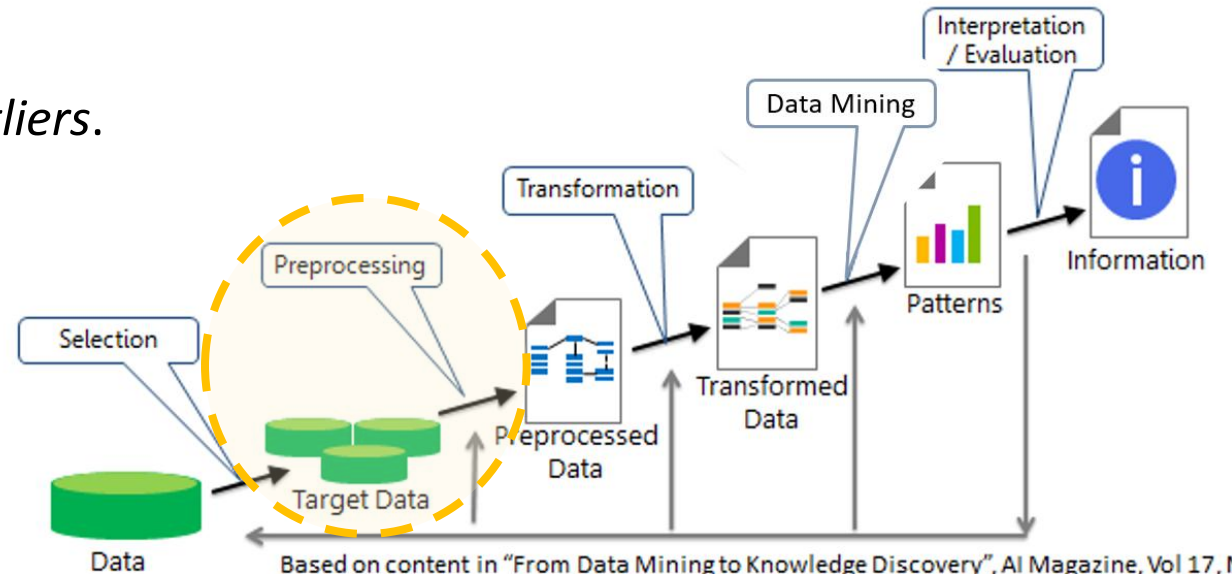 liers.
Interpretation
/ Evaluation
Data Mining
Transformation
Preprocessing
Selection
Information
Patterns
Transformed
Data
Preprocessed
Data
Target Data
Data
Based on content in “From Data Mining to Knowledge Discovery”, AI Magazine, Vol 17,